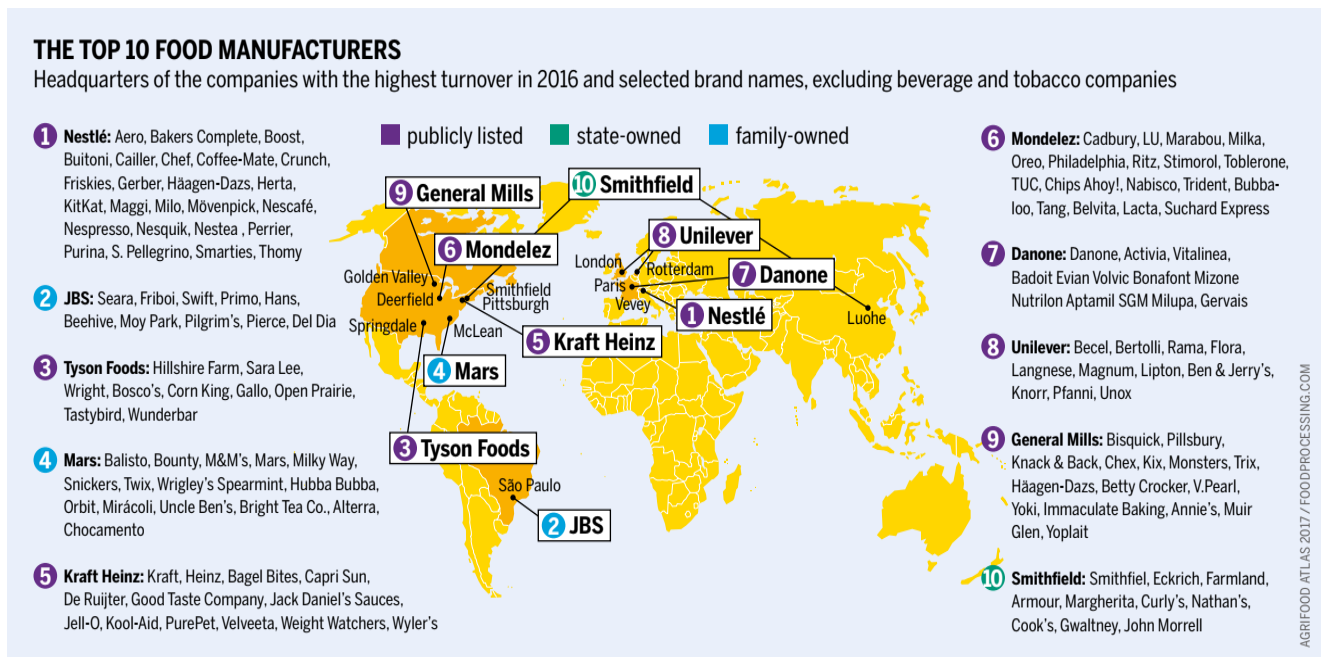 THE TOP 10 FOOD MANUFACTURERS
Headquarters of the companies with the highest turnover in 2016 and selected brand names, excluding beverage and tobacco companies
1 Nestlé: Aero, Bakers Complete, Boost,
Buitoni, Cailler, Chef, Coffee-Mate, Crunch,
Friskies, Gerber, Häagen-Dazs, Herta,
KitKat, Maggi, Milo, Mövenpick, Nescafé,
Nespresso, Nesquik, Nestea , Perrier,
Purina, S. Pellegrino, Smarties, Thomy
2 JBS: Seara, Friboi, Swift, Primo, Hans,
Beehive, Moy Park, Pilgrim's, Pierce, Del Dia
3 Tyson Foods: Hillshire Farm, Sara Lee,
Wright, Bosco's, Corn King, Gallo, Open Prairie,
Tastybird, Wunderbar
4 Mars: Balisto, Bounty, M&M's, Mars, Milky Way,
Snickers, Twix, Wrigley's Spearmint, Hubba Bubba,
Orbit, Mirácoli, Uncle Ben's, Bright Tea Co., Alterra,
Chocamento
5 Kraft Heinz: Kraft, Heinz, Bagel Bites, Capri Sun,
De Ruijter, Good Taste Company, Jack Daniel's Sauces,
Jell-O, Kool-Aid, PurePet, Velveeta, Weight Watchers, Wyler's
publicly listed
state-owned
family-owned
9 General Mills
10 Smithfield
6 Mondelez
8 Unilever
7 Danone
1 Nestlé
5 Kraft Heinz
4 Mars
3 Tyson Foods
2 JBS
Golden Valley
Deerfield
Springdale
Smithfield
Pittsburgh
McLean
London
Rotterdam
Paris
Vevey
Luohe
São Paulo
6 Mondelez: Cadbury, LU, Marabou, Milka,
Oreo, Philadelphia, Ritz, Stimorol, Toblerone,
TUC, Chips Ahoy!, Nabisco, Trident, Bubba-
loo, Tang, Belvita, Lacta, Suchard Express
7 Danone: Danone, Activia, Vitalinea,
Badoit Evian Volvic Bonafont Mizone
Nutrilon Aptamil SGM Milupa, Gervais
8 Unilever: Becel, Bertolli, Rama, Flora,
Langnese, Magnum, Lipton, Ben & Jerry's,
Knorr, Pfanni, Unox
9 General Mills: Bisquick, Pillsbury,
Knack & Back, Chex, Kix, Monsters, Trix,
Häagen-Dazs, Betty Crocker, V.Pearl,
Yoki, Immaculate Baking, Annie's, Muir
Glen, Yoplait
10 Smithfield: Smithfiel, Eckrich, Farmland,
Armour, Margherita, Curly's, Nathan's,
Cook's, Gwaltney, John Morrell
AGRIFOOD ATLAS 2017 / FOODPROCESSING.COM